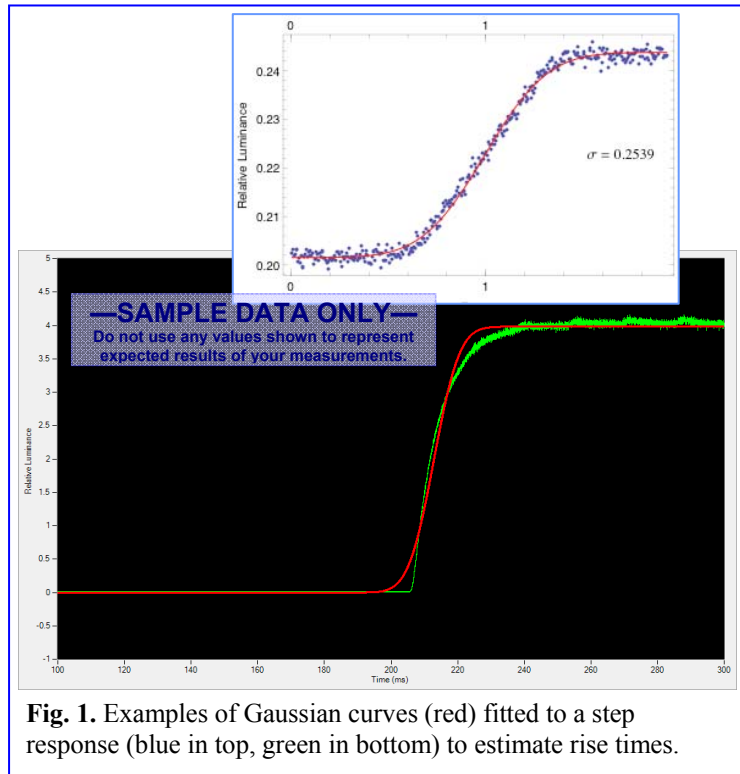 0 1
0.24
0.23
0.22
0.21
0.20
Relative Luminance
σ = 0.2539
0 1
5
4.5
4
3.5
3
2.5
2
1.5
1
0.5
0
-0.5
-1
Relative Luminance
—SAMPLE DATA ONLY—
Do not use any values shown to represent
expected results of your measurements.
100 120 140 160 180 200 220 240 260 280 300
Time (ms)
Fig. 1. Examples of Gaussian curves (red) fitted to a step
response (blue in top, green in bottom) to estimate rise times.